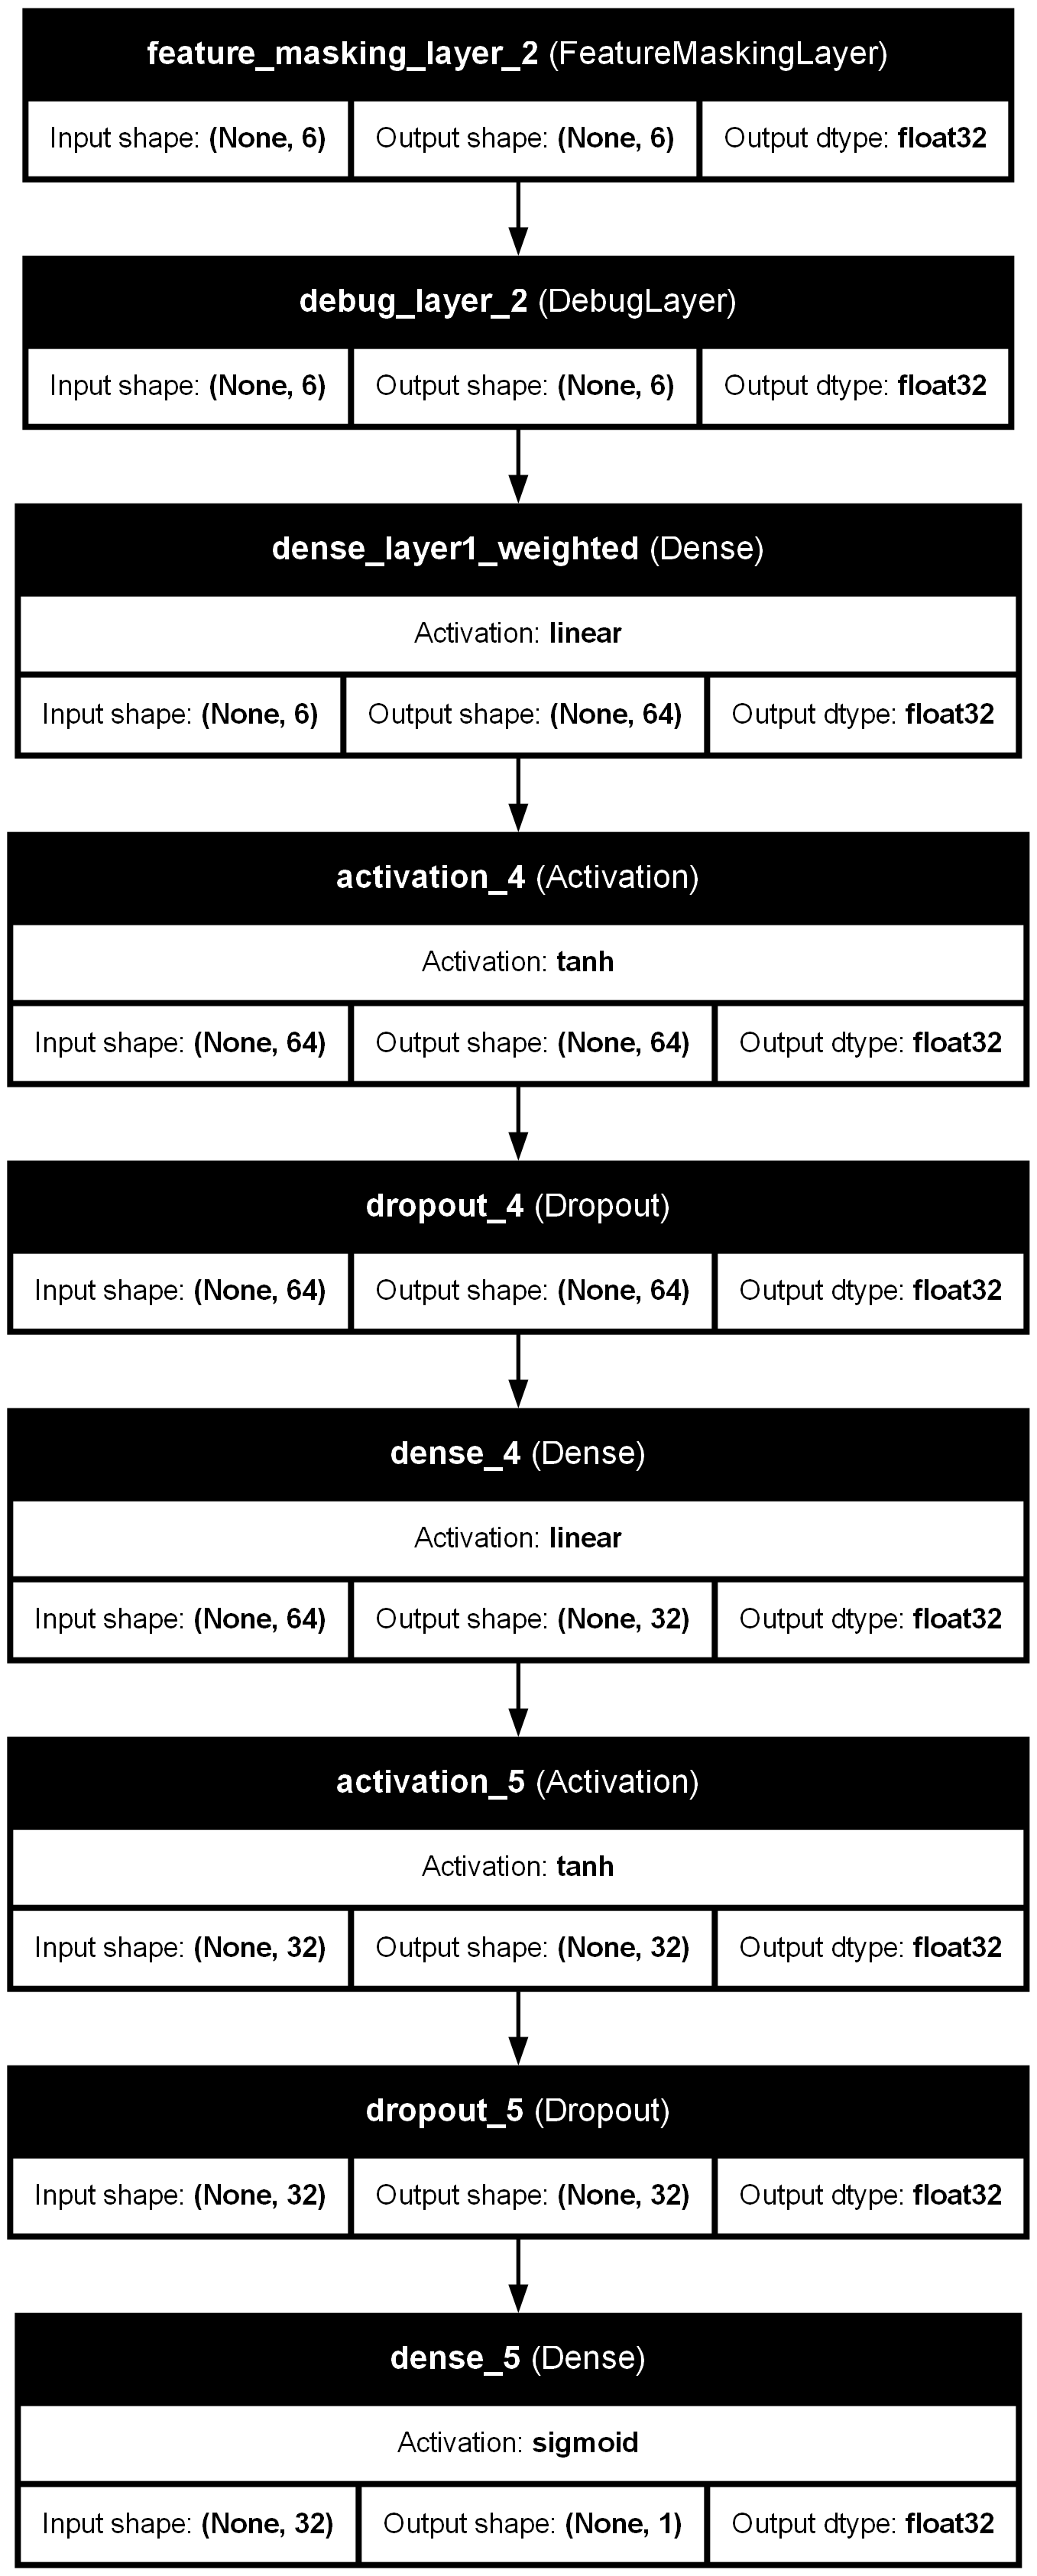 feature_masking_layer_2 (FeatureMaskingLayer)
Input shape: (None, 6) Output shape: (None, 6) Output dtype: float32
debug_layer_2 (DebugLayer)
Input shape: (None, 6) Output shape: (None, 6) Output dtype: float32
dense_layer1_weighted (Dense)
Activation: linear
Input shape: (None, 6) Output shape: (None, 64) Output dtype: float32
activation_4 (Activation)
Activation: tanh
Input shape: (None, 64) Output shape: (None, 64) Output dtype: float32
dropout_4 (Dropout)
Input shape: (None, 64) Output shape: (None, 64) Output dtype: float32
dense_4 (Dense)
Activation: linear
Input shape: (None, 64) Output shape: (None, 32) Output dtype: float32
activation_5 (Activation)
Activation: tanh
Input shape: (None, 32) Output shape: (None, 32) Output dtype: float32
dropout_5 (Dropout)
Input shape: (None, 32) Output shape: (None, 32) Output dtype: float32
dense_5 (Dense)
Activation: sigmoid
Input shape: (None, 32) Output shape: (None, 1) Output dtype: float32